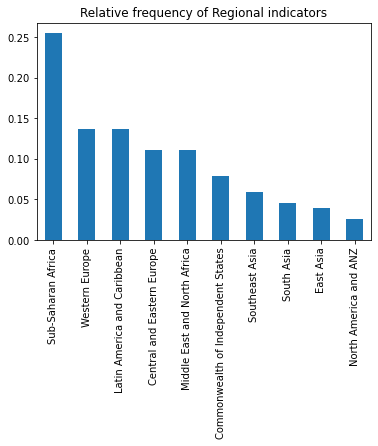 Relative frequency of Regional indicators
0.25
0.20
0.15
0.10
0.05
0.00
Sub-Saharan Africa
Western Europe
Latin America and Caribbean
Central and Eastern Europe
Middle East and North Africa
Commonwealth of Independent States
Southeast Asia
South Asia
East Asia
North America and ANZ